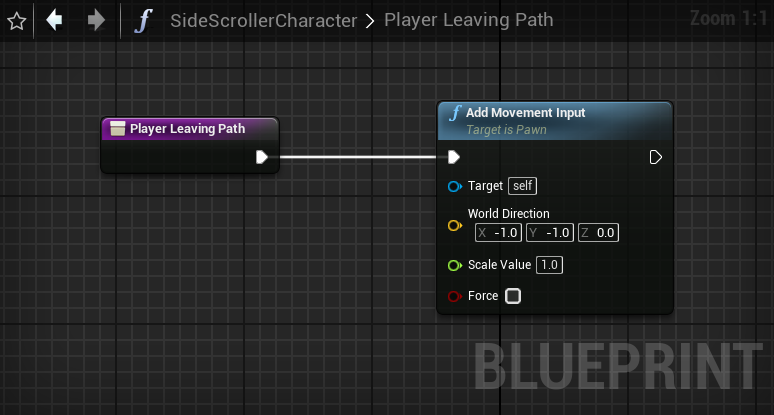 f SideScrollerCharacter > Player Leaving Path
Zoom 1:1
Player Leaving Path
f Add Movement Input
Target is Pawn
Target self
World Direction
X -1.0 Y -1.0 Z 0.0
Scale Value 1.0
Force
BLUEPRINT